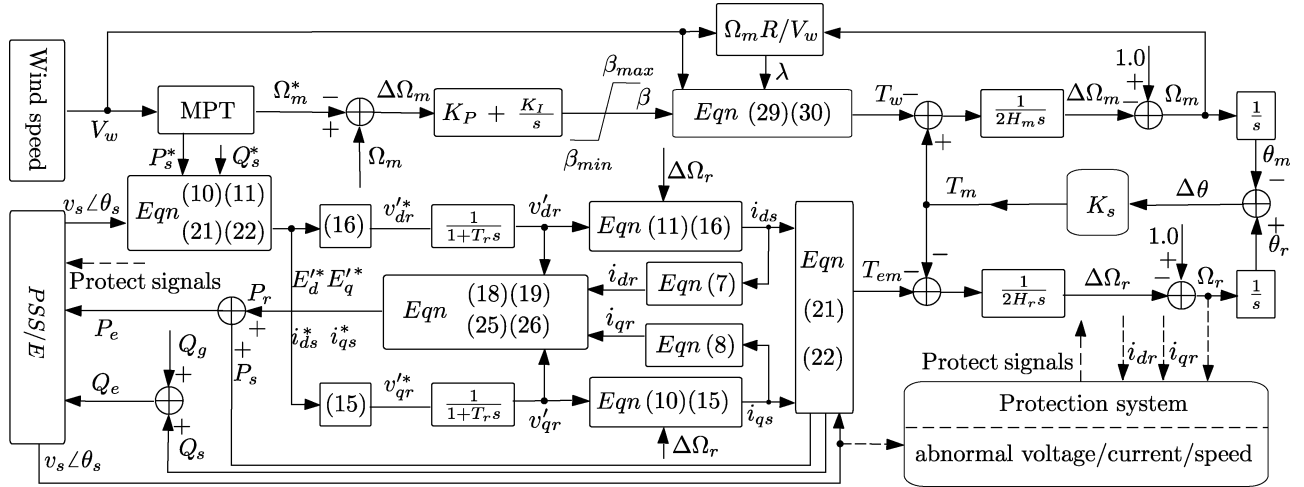 Wind speed
V_w
MPT
Ω_m^*
−
+
Ω_m
ΔΩ_m
K_P + K_I/s
β_max
β
β_min
Ω_m R/V_w
λ
Eqn (29)(30)
T_w −
+
1/2H_m s
ΔΩ_m −
1.0
+
Ω_m
1/s
θ_m
−
P_s^*
Q_s^*
v_s∠θ_s
Eqn (10)(11) (21)(22)
(16)
v'^*_dr
1/1+T_r s
v'_dr
ΔΩ_r
Eqn (11)(16)
i_ds
T_m
K_s
Δθ
+
θ_r
Protect signals
E'^*_d E'^*_q
i^*_ds i^*_qs
P_r
+
+
P_s
Eqn (18)(19) (25)(26)
i_dr
Eqn (7)
i_qr
Eqn (8)
Eqn (21) (22)
T_em −
−
1/2H_r s
ΔΩ_r
1.0
+
−
Ω_r
1/s
PSS/E
P_e
Q_g
+
Q_e
+
Q_s
v_s∠θ_s
(15)
v'^*_qr
1/1+T_r s
v'_qr
Eqn (10)(15)
i_qs
ΔΩ_r
Protect signals
i_dr
i_qr
Protection system
abnormal voltage/current/speed